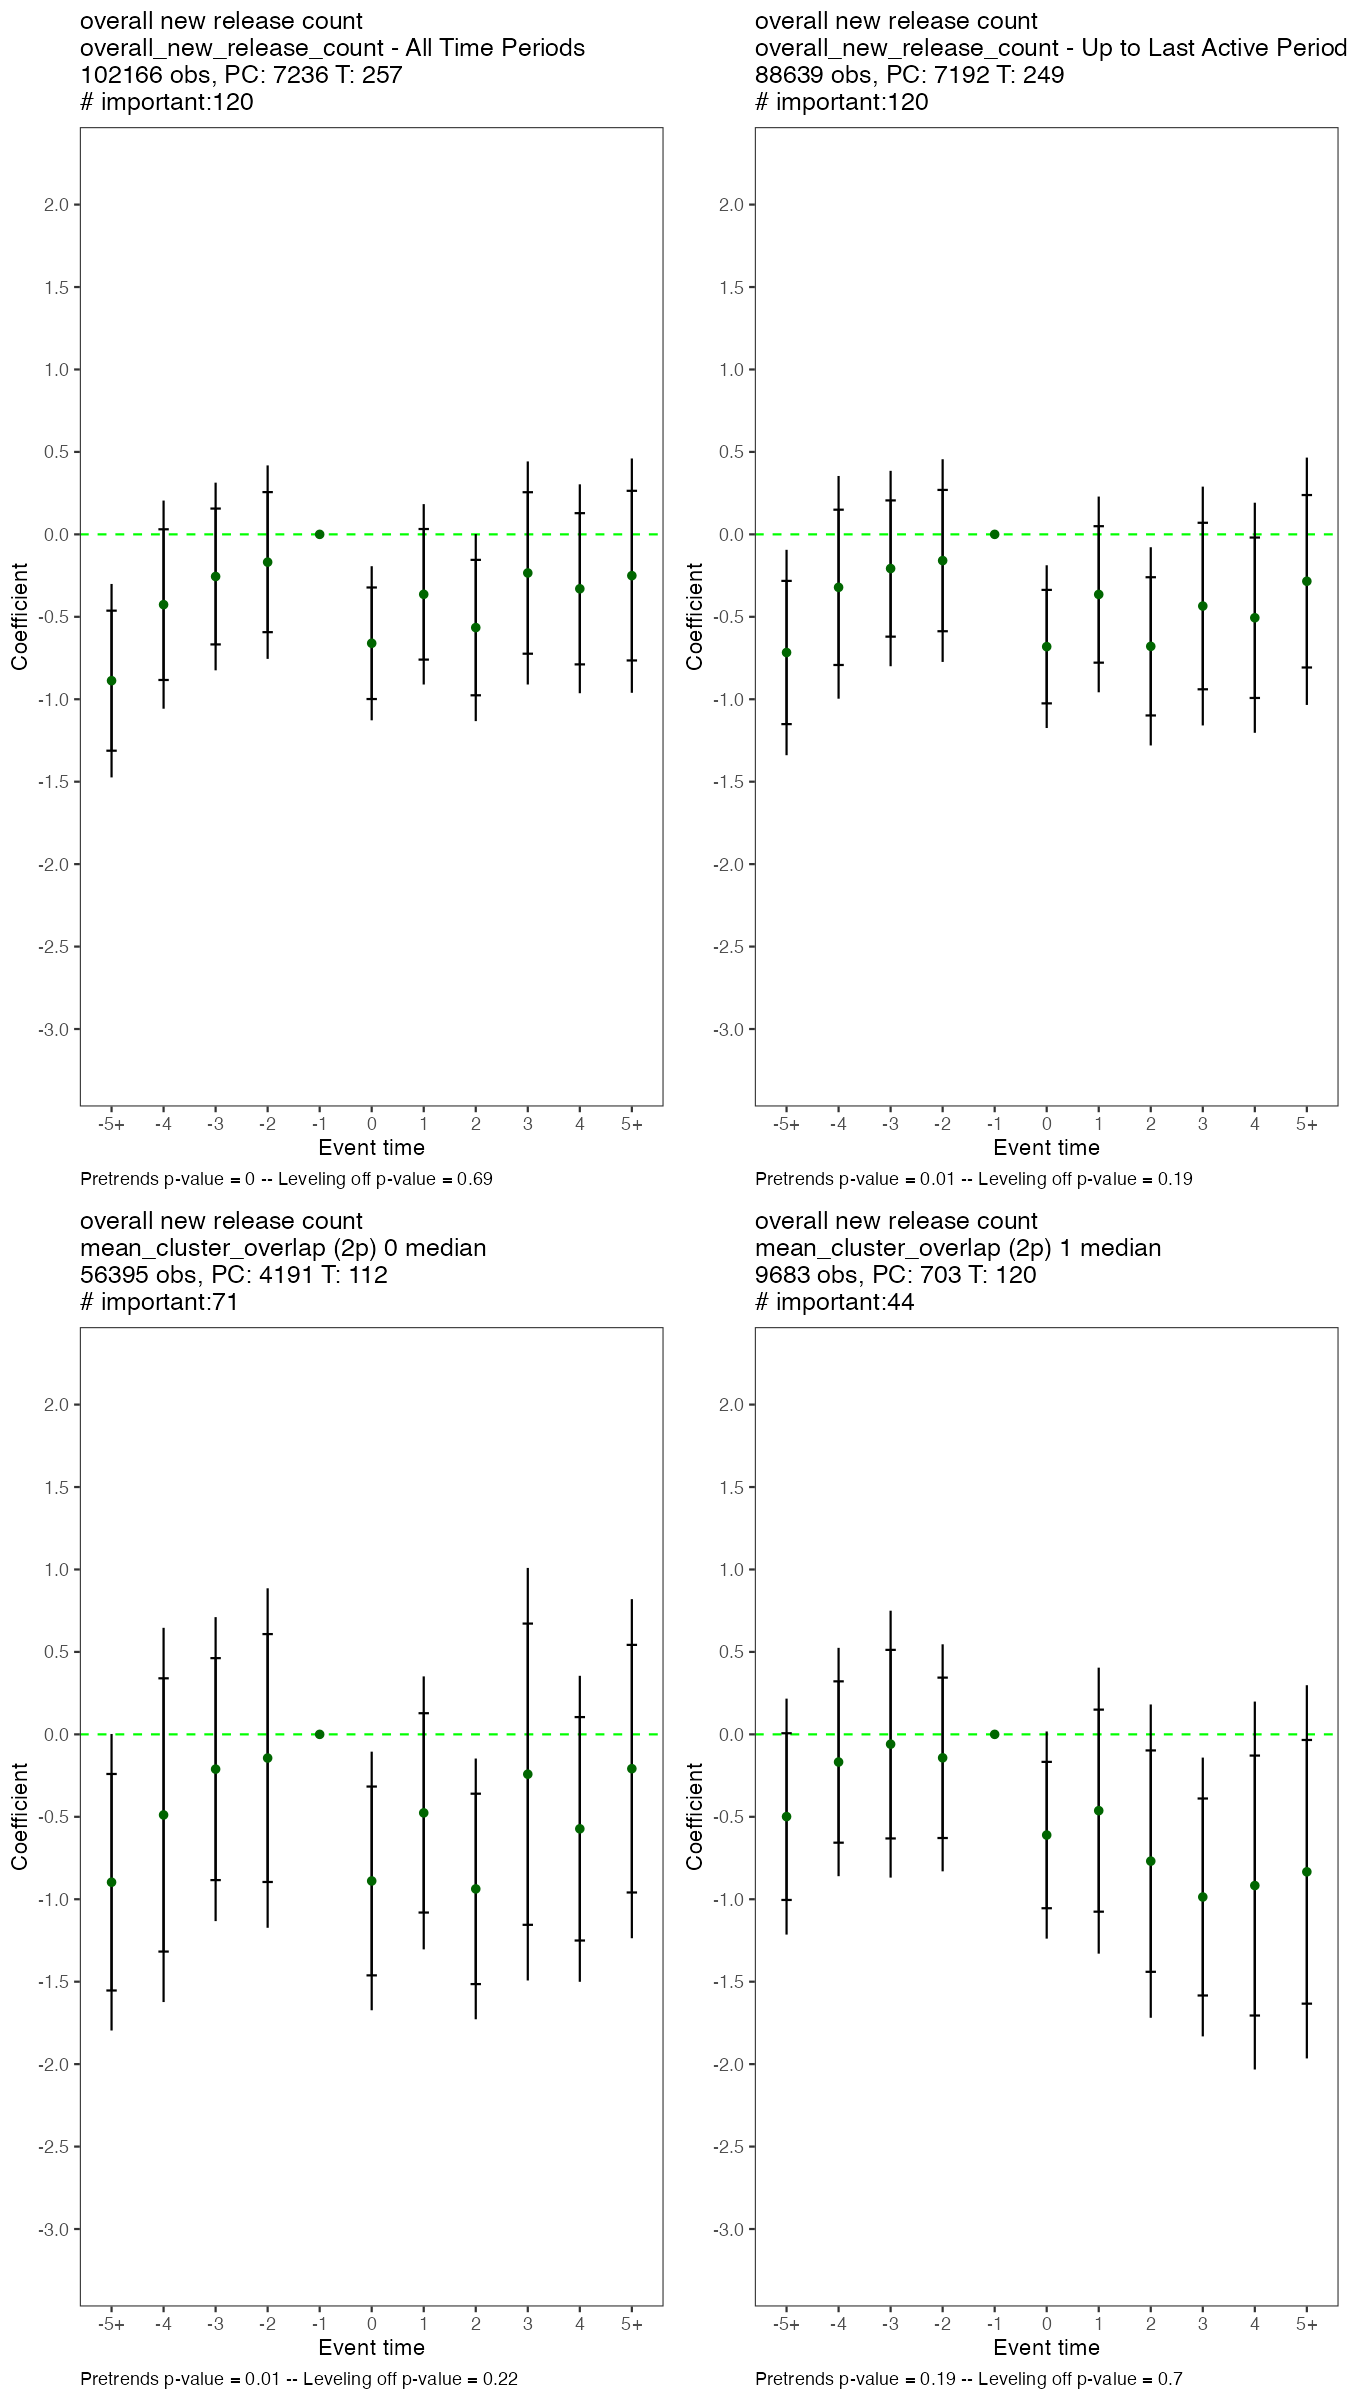 overall new release count
overall_new_release_count - All Time Periods
102166 obs, PC: 7236 T: 257
# important:120
2.0
1.5
1.0
0.5
0.0
-0.5
-1.0
-1.5
-2.0
-2.5
-3.0
Coefficient
-5+ -4 -3 -2 -1 0 1 2 3 4 5+
Event time
Pretrends p-value = 0 -- Leveling off p-value = 0.69
overall new release count
overall_new_release_count - Up to Last Active Period
88639 obs, PC: 7192 T: 249
# important:120
2.0
1.5
1.0
0.5
0.0
-0.5
-1.0
-1.5
-2.0
-2.5
-3.0
Coefficient
-5+ -4 -3 -2 -1 0 1 2 3 4 5+
Event time
Pretrends p-value = 0.01 -- Leveling off p-value = 0.19
overall new release count
mean_cluster_overlap (2p) 0 median
56395 obs, PC: 4191 T: 112
# important:71
2.0
1.5
1.0
0.5
0.0
-0.5
-1.0
-1.5
-2.0
-2.5
-3.0
Coefficient
-5+ -4 -3 -2 -1 0 1 2 3 4 5+
Event time
Pretrends p-value = 0.01 -- Leveling off p-value = 0.22
overall new release count
mean_cluster_overlap (2p) 1 median
9683 obs, PC: 703 T: 120
# important:44
2.0
1.5
1.0
0.5
0.0
-0.5
-1.0
-1.5
-2.0
-2.5
-3.0
Coefficient
-5+ -4 -3 -2 -1 0 1 2 3 4 5+
Event time
Pretrends p-value = 0.19 -- Leveling off p-value = 0.7